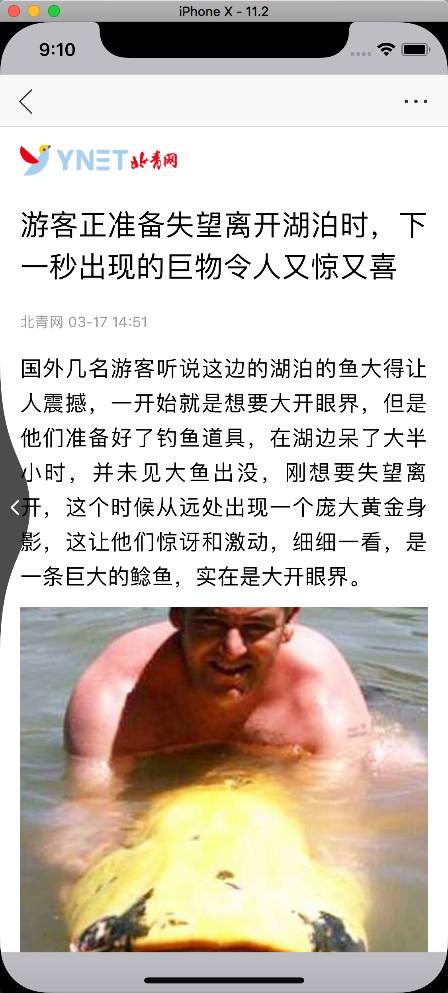 iPhone X - 11.2
9:10
YNET 北青网
游客正准备失望离开湖泊时，下
一秒出现的巨物令人又惊又喜
北青网 03-17 14:51
国外几名游客听说这边的湖泊的鱼大得让
人震撼，一开始就是想要大开眼界，但是
他们准备好了钓鱼道具，在湖边呆了大半
小时，并未见大鱼出没，刚想要失望离
开，这个时候从远处出现一个庞大黄金身
影，这让他们惊讶和激动，细细一看，是
一条巨大的鲶鱼，实在是大开眼界。